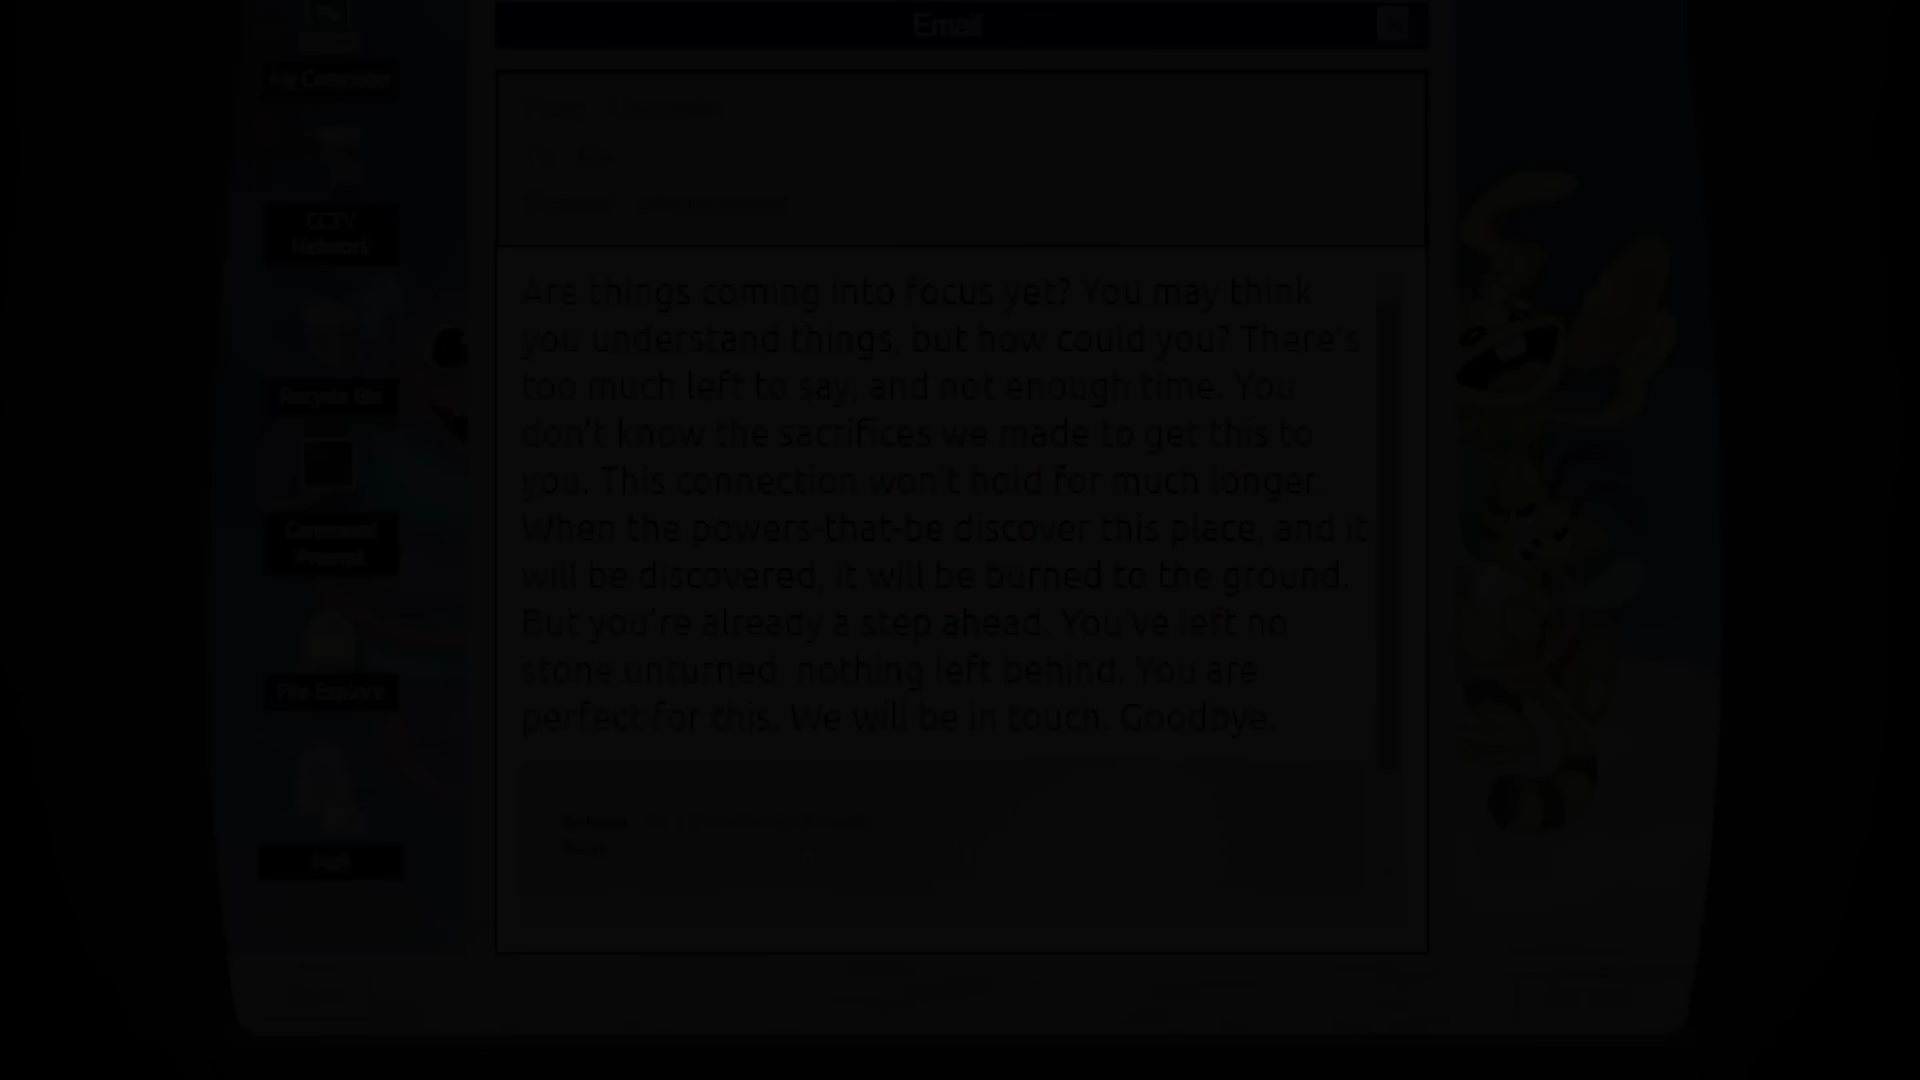 Email
My Computer
CCTV
Network
Recycle Bin
Command
Prompt
File Explore
Mail
To: Me
Are things coming into focus yet? You may think
you understand things, but how could you? There's
too much left to say, and not enough time. You
don't know the sacrifices we made to get this to
you. This connection won't hold for much longer.
When the powers-that-be discover this place, and it
will be discovered, it will be burned to the ground.
But you're already a step ahead. You've left no
stone unturned, nothing left behind. You are
perfect for this. We will be in touch. Goodbye.